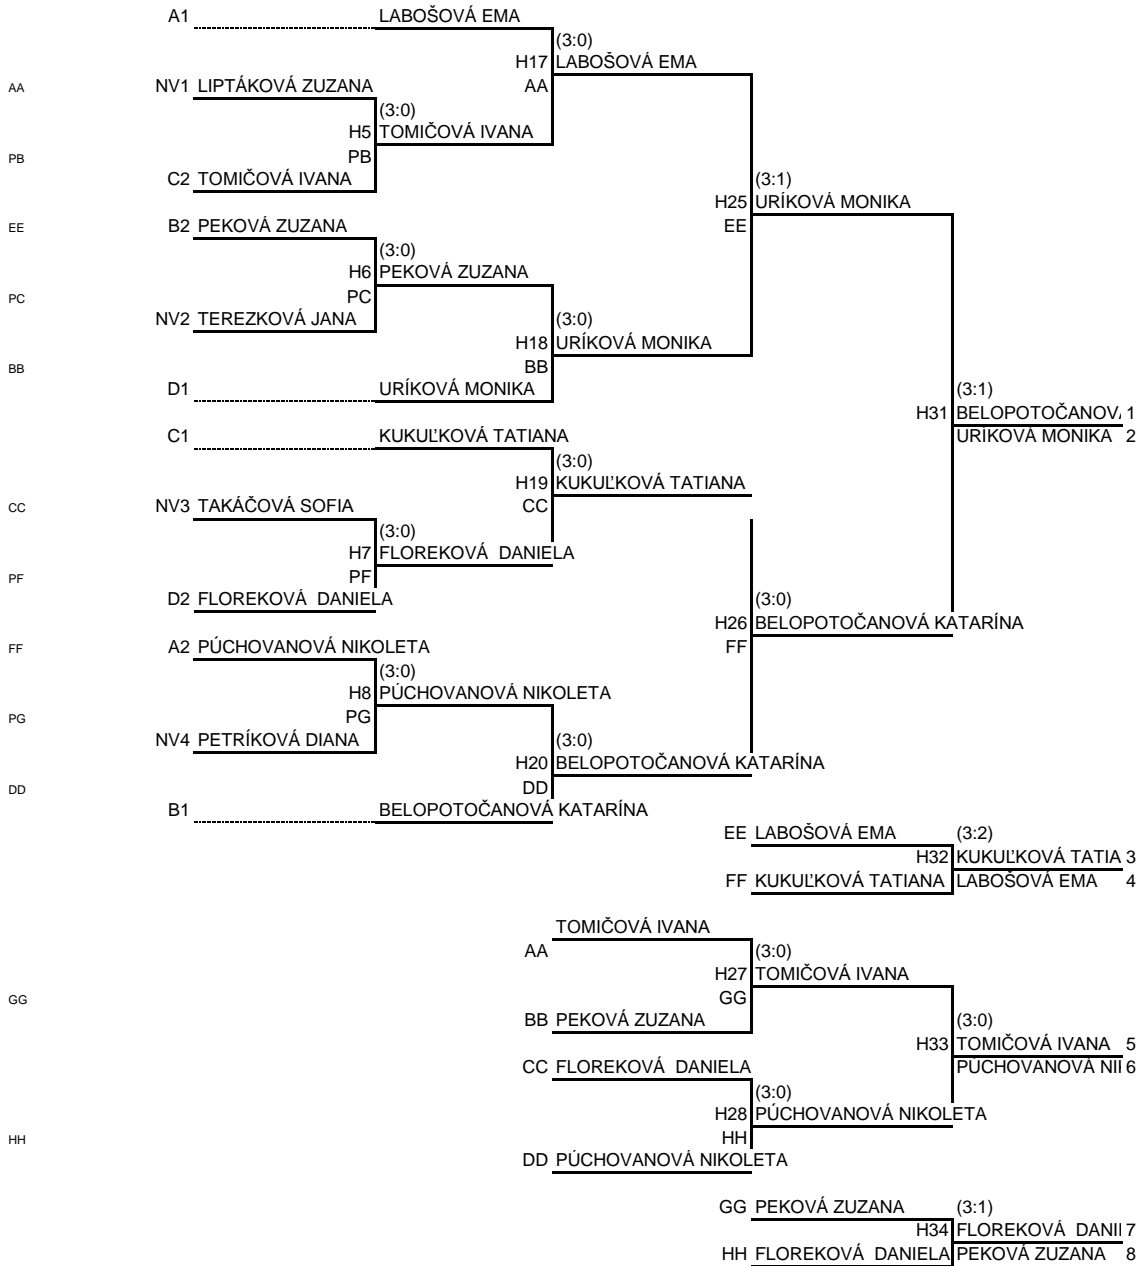 A1 LABOŠOVÁ EMA
(3:0)
H17 LABOŠOVÁ EMA
AA NV1 LIPTÁKOVÁ ZUZANA AA
(3:0)
H5 TOMIČOVÁ IVANA
PB PB
C2 TOMIČOVÁ IVANA (3:1)
H25 URÍKOVÁ MONIKA
EE B2 PEKOVÁ ZUZANA EE
(3:0)
H6 PEKOVÁ ZUZANA
PC PC
NV2 TEREZKOVÁ JANA (3:0)
H18 URÍKOVÁ MONIKA
BB BB
D1 URÍKOVÁ MONIKA (3:1)
H31 BELOPOTOČANOV 1
C1 KUKUĽKOVÁ TATIANA URÍKOVÁ MONIKA 2
(3:0)
H19 KUKUĽKOVÁ TATIANA
CC NV3 TAKÁČOVÁ SOFIA CC
(3:0)
H7 FLOREKOVÁ DANIELA
PF PF
D2 FLOREKOVÁ DANIELA (3:0)
H26 BELOPOTOČANOVÁ KATARÍNA
FF A2 PÚCHOVANOVÁ NIKOLETA FF
(3:0)
H8 PÚCHOVANOVÁ NIKOLETA
PG PG
NV4 PETRÍKOVÁ DIANA (3:0)
H20 BELOPOTOČANOVÁ KATARÍNA
DD DD
B1 BELOPOTOČANOVÁ KATARÍNA
EE LABOŠOVÁ EMA (3:2)
H32 KUKUĽKOVÁ TATIA 3
FF KUKUĽKOVÁ TATIANA LABOŠOVÁ EMA 4
TOMIČOVÁ IVANA
AA (3:0)
H27 TOMIČOVÁ IVANA
GG GG
BB PEKOVÁ ZUZANA (3:0)
H33 TOMIČOVÁ IVANA 5
CC FLOREKOVÁ DANIELA PÚCHOVANOVÁ NI 6
(3:0)
H28 PÚCHOVANOVÁ NIKOLETA
HH HH
DD PÚCHOVANOVÁ NIKOLETA
GG PEKOVÁ ZUZANA (3:1)
H34 FLOREKOVÁ DANI 7
HH FLOREKOVÁ DANIELA PEKOVÁ ZUZANA 8